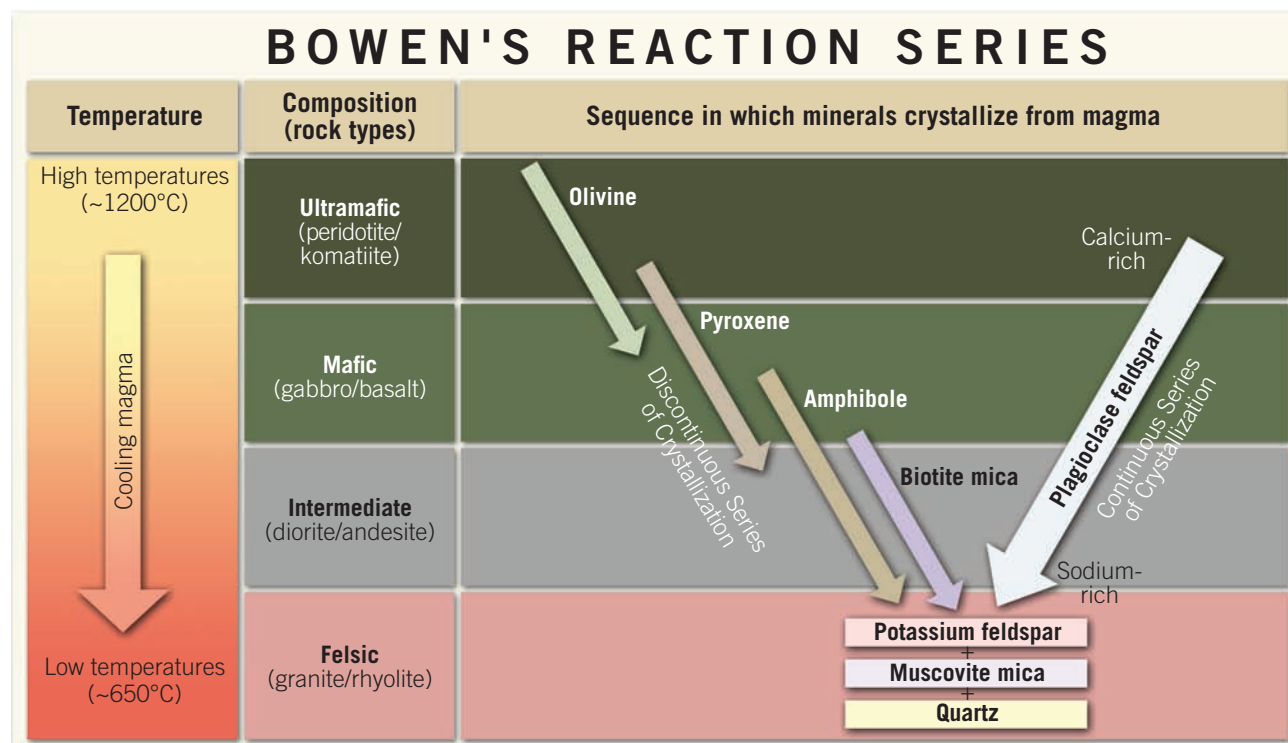 BOWEN'S REACTION SERIES
Temperature
Composition
(rock types)
Sequence in which minerals crystallize from magma
High temperatures
(~1200°C)
Cooling magma
Low temperatures
(~650°C)
Ultramafic
(peridotite/
komatiite)
Mafic
(gabbro/basalt)
Intermediate
(diorite/andesite)
Felsic
(granite/rhyolite)
Olivine
Pyroxene
Amphibole
Biotite mica
Discontinuous Series
of Crystallization
Calcium-
rich
Plagioclase feldspar
Continuous Series
of Crystallization
Sodium-
rich
Potassium feldspar
+
Muscovite mica
+
Quartz